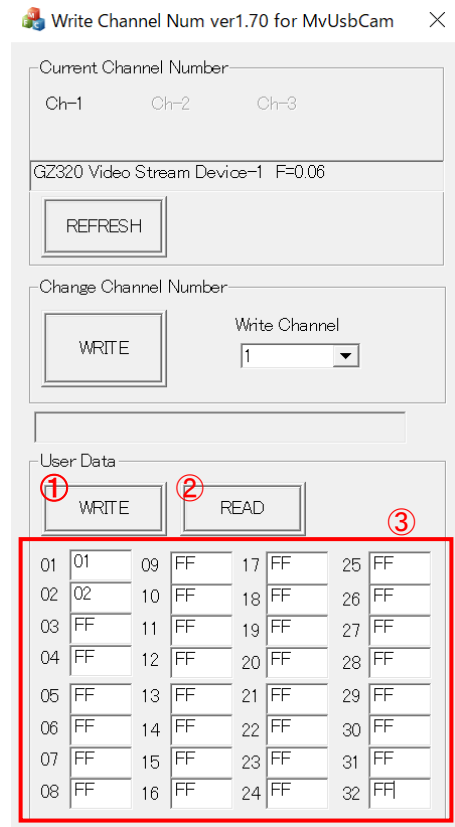 Write Channel Num ver1.70 for MvUsbCam
Current Channel Number
Ch-1 Ch-2 Ch-3
GZ320 Video Stream Device-1 F=0.06
REFRESH
Change Channel Number
WRITE
Write Channel
1
User Data
① WRITE ② READ ③
01 01 09 FF 17 FF 25 FF
02 02 10 FF 18 FF 26 FF
03 FF 11 FF 19 FF 27 FF
04 FF 12 FF 20 FF 28 FF
05 FF 13 FF 21 FF 29 FF
06 FF 14 FF 22 FF 30 FF
07 FF 15 FF 23 FF 31 FF
08 FF 16 FF 24 FF 32 FF